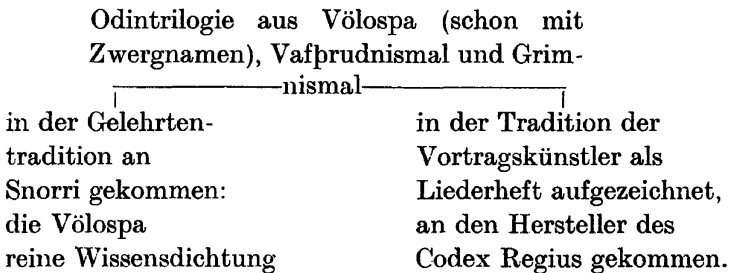 Odintrilogie aus Völospa (schon mit
Zwergnamen), Vafþrudnismal und Grim-
nismal
in der Gelehrten-
tradition an
Snorri gekommen:
die Völospa
reine Wissensdichtung
in der Tradition der
Vortragskünstler als
Liederheft aufgezeichnet,
an den Hersteller des
Codex Regius gekommen.